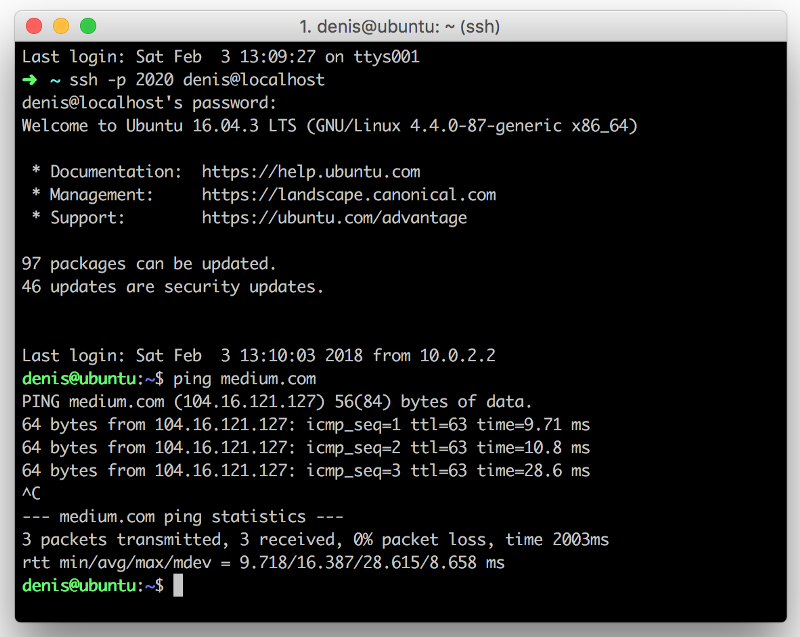 1. denis@ubuntu: ~ (ssh)
Last login: Sat Feb  3 13:09:27 on ttys001
➜  ~ ssh -p 2020 denis@localhost
denis@localhost's password:
Welcome to Ubuntu 16.04.3 LTS (GNU/Linux 4.4.0-87-generic x86_64)
 * Documentation:  https://help.ubuntu.com
 * Management:     https://landscape.canonical.com
 * Support:        https://ubuntu.com/advantage
97 packages can be updated.
46 updates are security updates.
Last login: Sat Feb  3 13:10:03 2018 from 10.0.2.2
denis@ubuntu:~$ ping medium.com
PING medium.com (104.16.121.127) 56(84) bytes of data.
64 bytes from 104.16.121.127: icmp_seq=1 ttl=63 time=9.71 ms
64 bytes from 104.16.121.127: icmp_seq=2 ttl=63 time=10.8 ms
64 bytes from 104.16.121.127: icmp_seq=3 ttl=63 time=28.6 ms
^C
--- medium.com ping statistics ---
3 packets transmitted, 3 received, 0% packet loss, time 2003ms
rtt min/avg/max/mdev = 9.718/16.387/28.615/8.658 ms
denis@ubuntu:~$